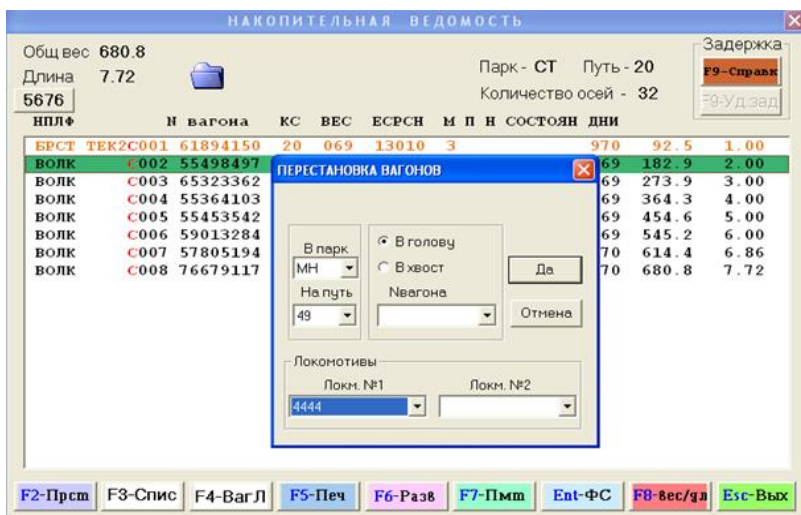 НАКОПИТЕЛЬНАЯ ВЕДОМОСТЬ
Общ вес 680.8
Длина 7.72
5676
Парк - СТ Путь - 20
Количество осей - 32
Задержка
F9-Справк
F9-Уд.зад
НПЛФ N вагона КС ВЕС ЕСРСН М П Н СОСТОЯН ДНИ
БРСТ ТЕК2С001 61894150 20 069 13010 3 970 92.5 1.00
ВОЛК С002 55498497 69 182.9 2.00
ВОЛК С003 65323362 69 273.9 3.00
ВОЛК С004 55364103 69 364.3 4.00
ВОЛК С005 55453542 69 454.6 5.00
ВОЛК С006 59013284 69 545.2 6.00
ВОЛК С007 57805194 70 614.4 6.86
ВОЛК С008 76679117 70 680.8 7.72
ПЕРЕСТАНОВКА ВАГОНОВ
В парк
МН
На путь
49
В голову
В хвост
Nвагона
Да
Отмена
Локомотивы
Локм. №1 Локм. №2
4444
F2-Прст F3-Спис F4-ВагЛ F5-Печ F6-Разв F7-Пмт Ent-ФС F8-вес/дл Esc-Вых